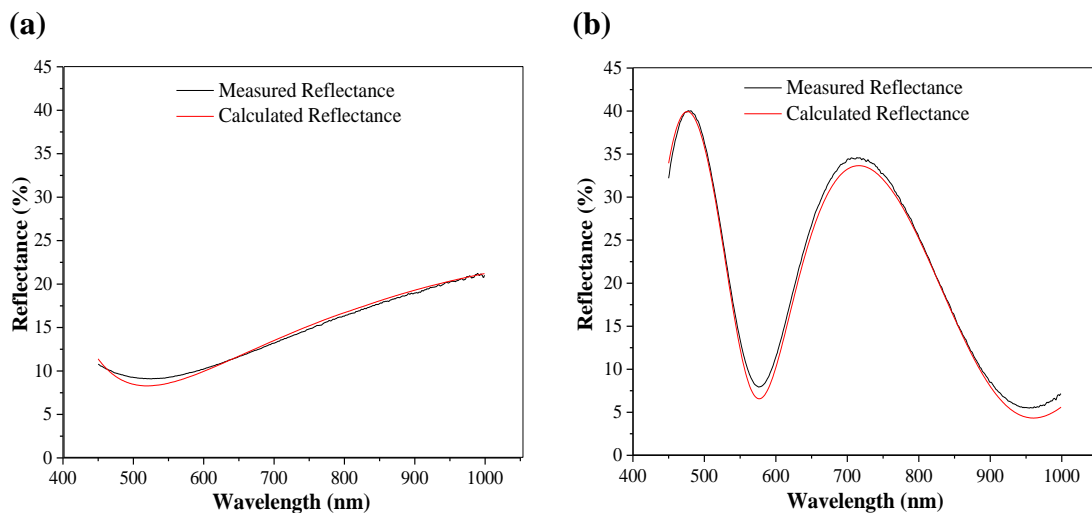 (a)
(b)
45
40
35
30
25
20
15
10
5
0
Reflectance (%)
Measured Reflectance
Calculated Reflectance
400 500 600 700 800 900 1000
Wavelength (nm)
45
40
35
30
25
20
15
10
5
0
Reflectance (%)
Measured Reflectance
Calculated Reflectance
400 500 600 700 800 900 1000
Wavelength (nm)